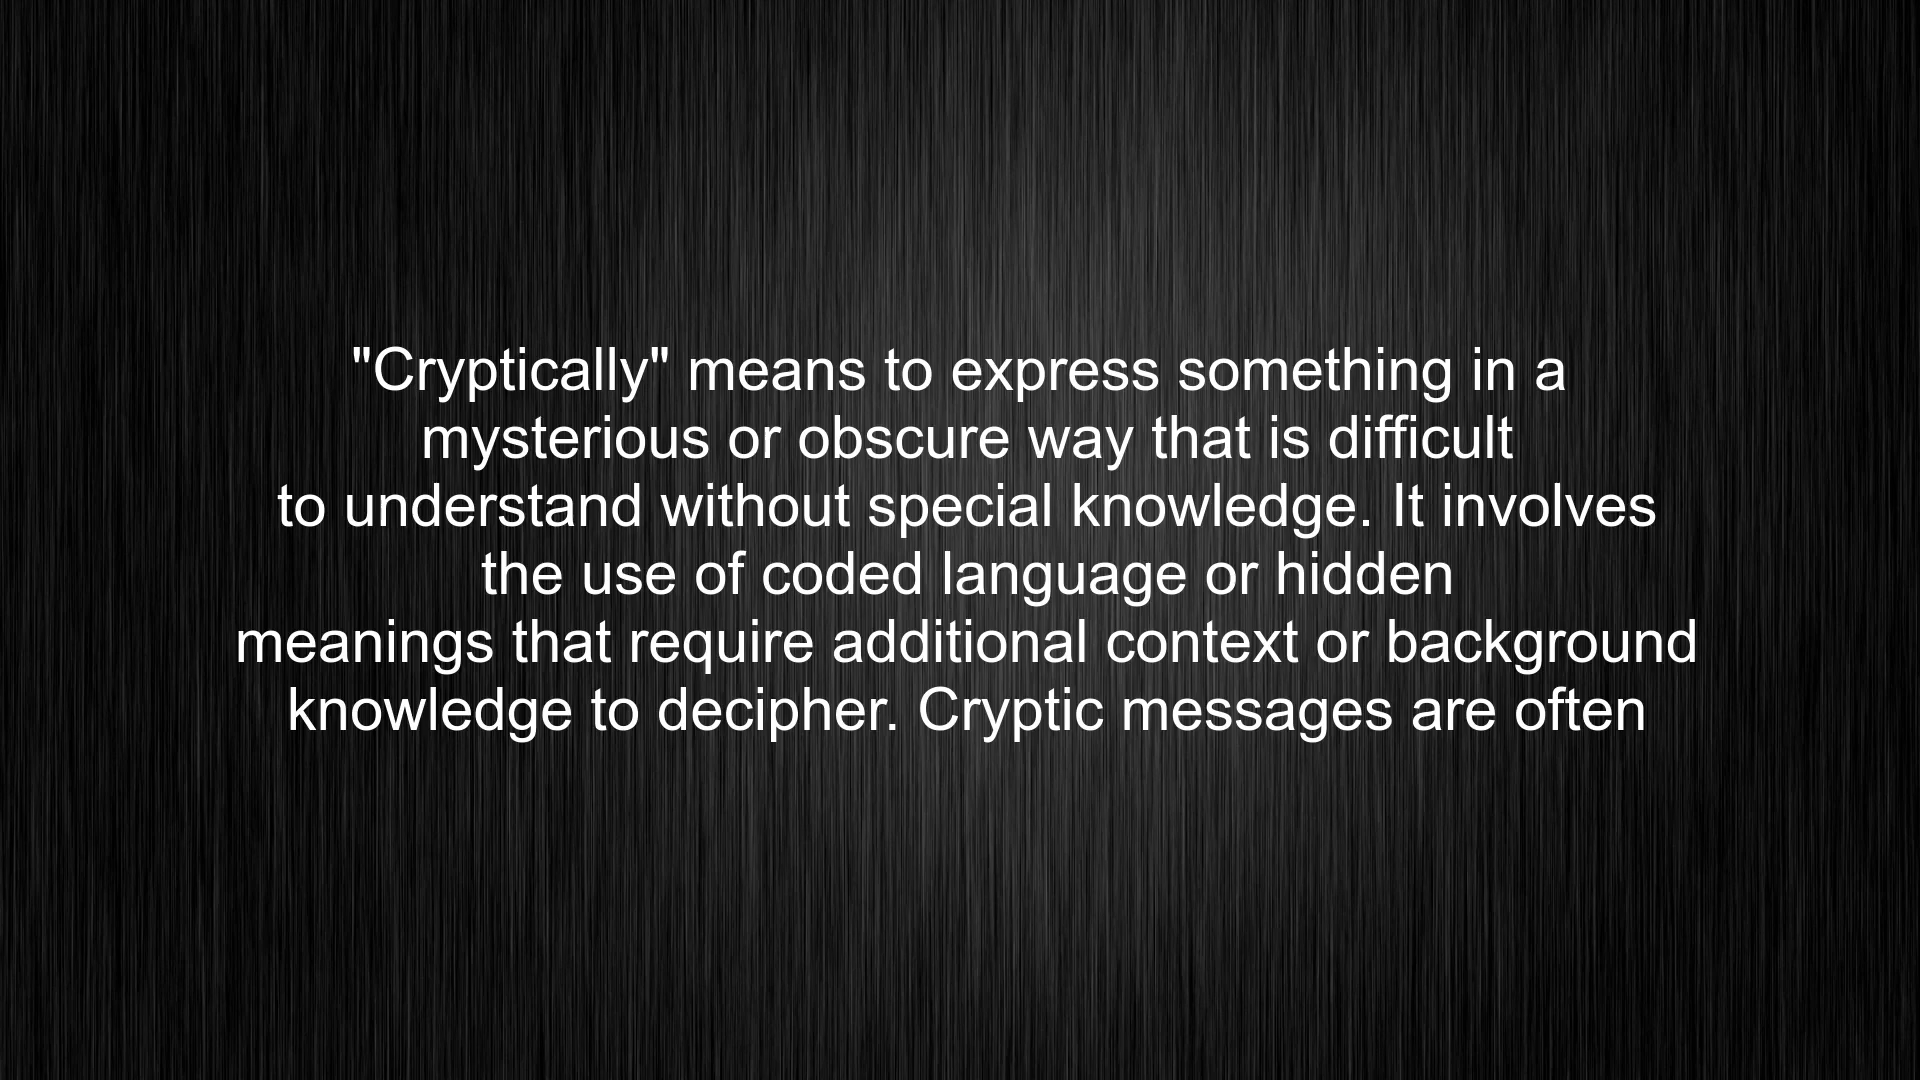 "Cryptically" means to express something in a
mysterious or obscure way that is difficult
to understand without special knowledge. It involves
the use of coded language or hidden
meanings that require additional context or background
knowledge to decipher. Cryptic messages are often